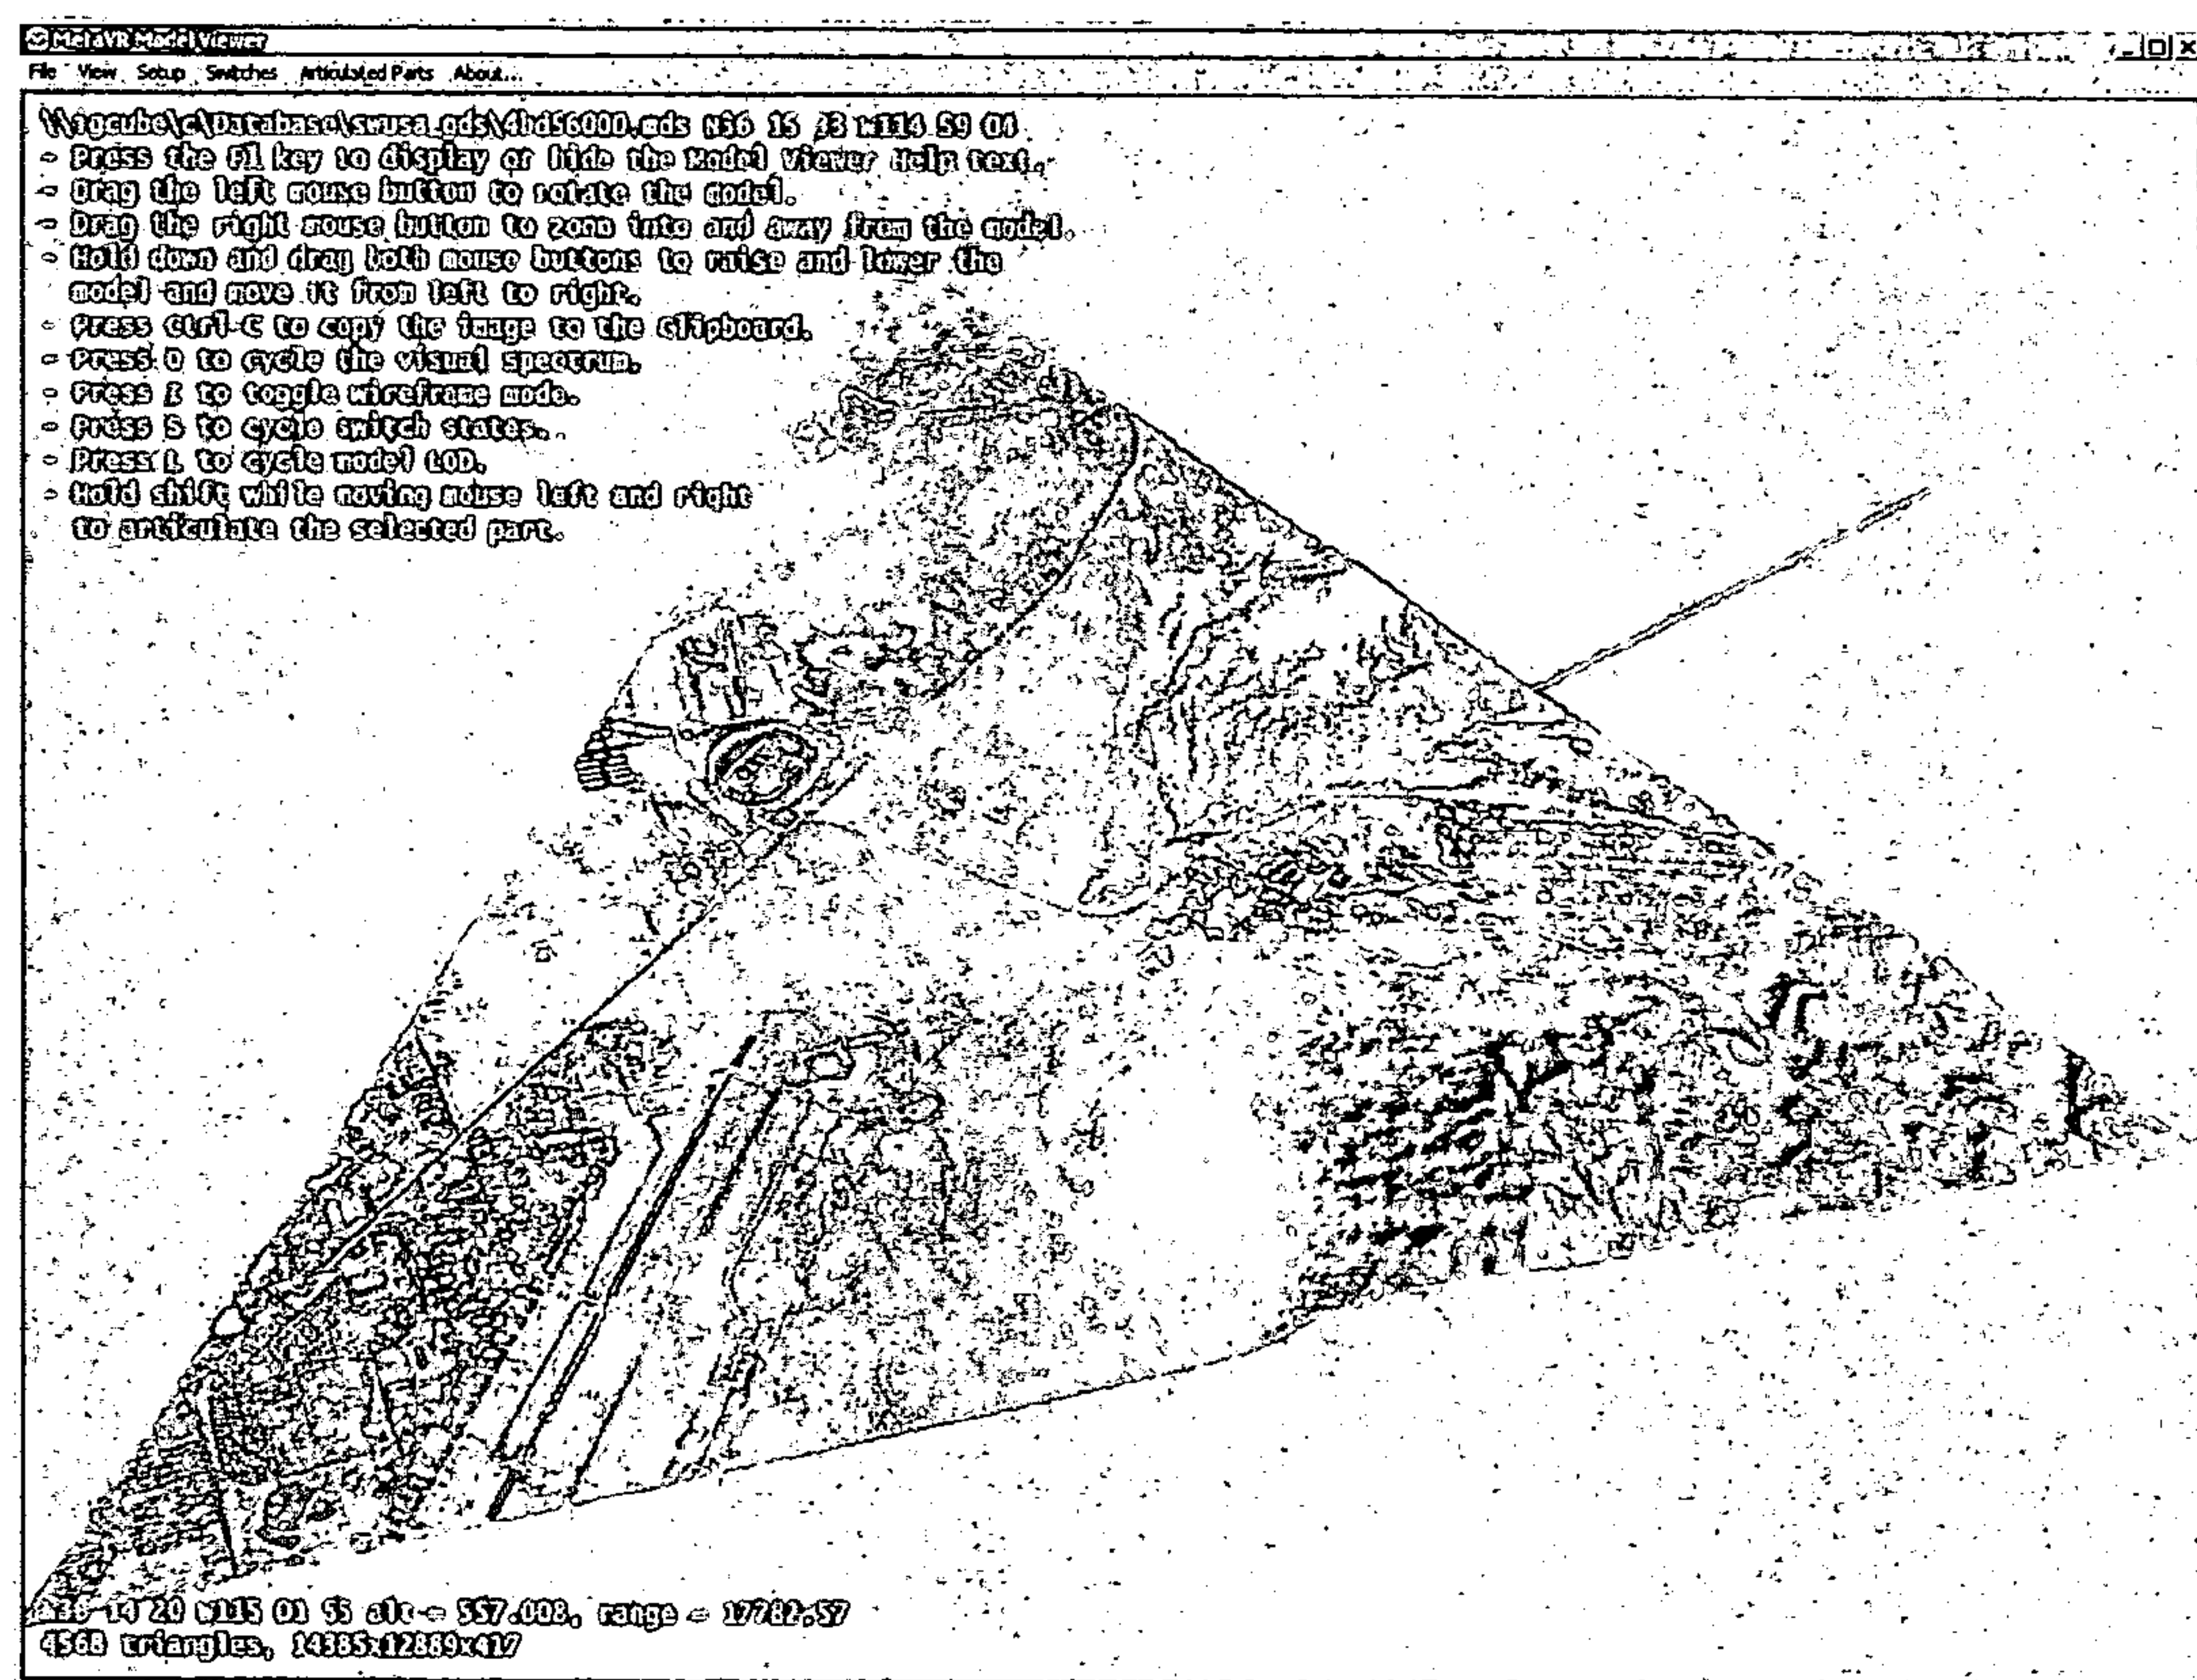 MetaVR Model Viewer
File View Setup Switches Articulated Parts About...
\\igcube\c\Database\swusa.gds\4bd56000.mds N36 15 W114 59 04
- Press the F1 key to display or hide the Model Viewer Help text.
- Drag the left mouse button to rotate the model.
- Drag the right mouse button to zoom into and away from the model.
- Hold down and drag both mouse buttons to raise and lower the
model and move it from left to right.
- Press Ctrl-C to copy the image to the clipboard.
- Press O to cycle the visual spectrum.
- Press I to toggle wireframe mode.
- Press S to cycle switch states.
- Press L to cycle model LOD.
- Hold shift while moving mouse left and right
to articulate the selected part.
N36 14 20 W115 01 55 alt = 557.008, range = 17782.57
4568 triangles, 14385x12889x417